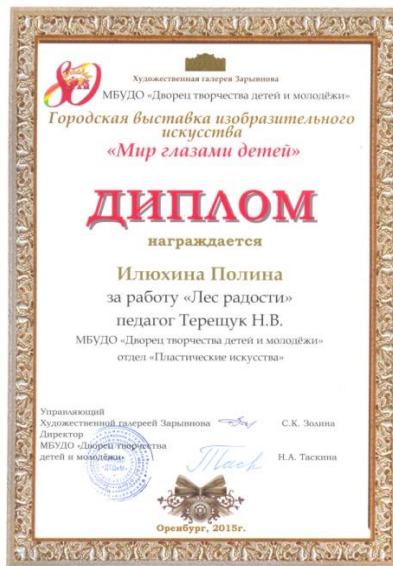 80
Художественная галерея Зарывнова
МБУДО «Дворец творчества детей и молодёжи»
Городская выставка изобразительного
искусства
«Мир глазами детей»
ДИПЛОМ
награждается
Илюхина Полина
за работу «Лес радости»
педагог Терещук Н.В.
МБУДО «Дворец творчества детей и молодёжи»
отдел «Пластические искусства»
Управляющий
Художественной галереей Зарывнова С.К. Золина
Директор
МБУДО «Дворец творчества
детей и молодёжи» Н.А. Таскина
Оренбург, 2015г.